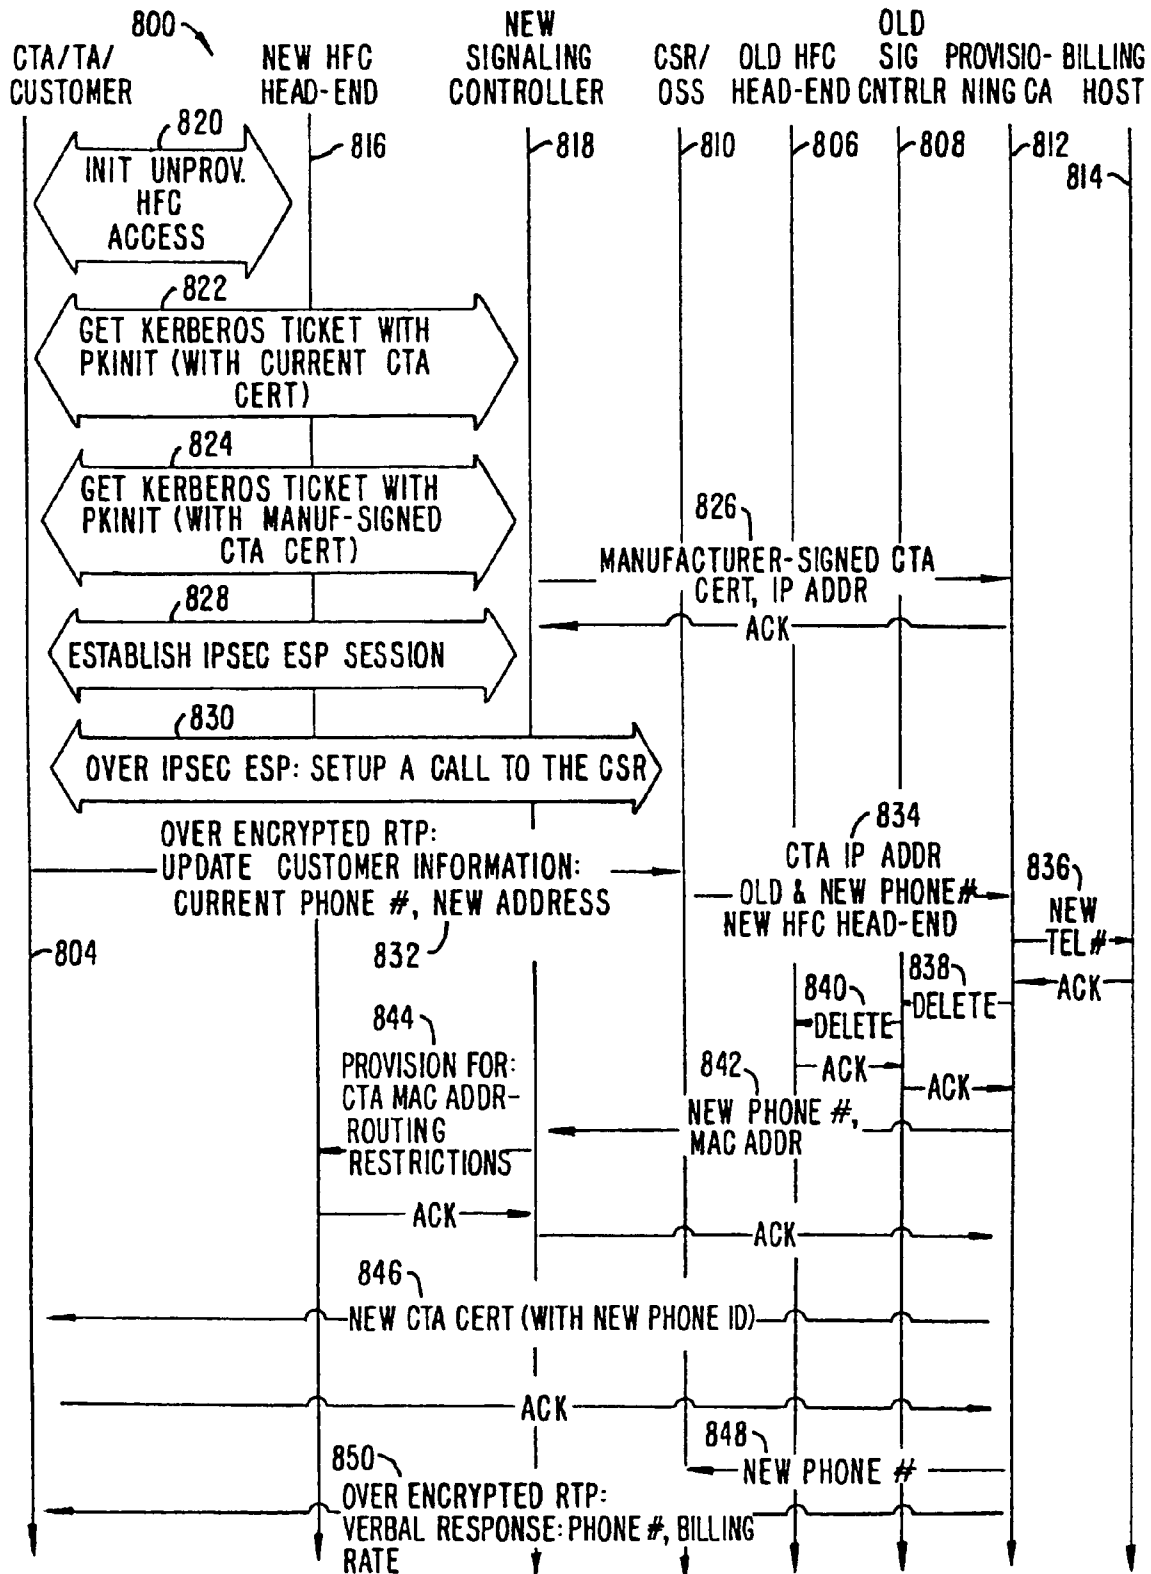 800
CTA/TA/
CUSTOMER
NEW HFC
HEAD-END
NEW
SIGNALING
CONTROLLER
CSR/
OSS
OLD HFC
HEAD-END
OLD
SIG
CNTRLR
PROVISIO-
NING CA
BILLING
HOST
820
816
818
810
806
808
812
814
INIT UNPROV.
HFC
ACCESS
822
GET KERBEROS TICKET WITH
PKINIT (WITH CURRENT CTA
CERT)
824
GET KERBEROS TICKET WITH
PKINIT (WITH MANUF-SIGNED
CTA CERT)
826
MANUFACTURER-SIGNED CTA
CERT, IP ADDR
ACK
828
ESTABLISH IPSEC ESP SESSION
830
OVER IPSEC ESP: SETUP A CALL TO THE CSR
OVER ENCRYPTED RTP:
UPDATE CUSTOMER INFORMATION:
CURRENT PHONE #, NEW ADDRESS
832
804
834
CTA IP ADDR
OLD & NEW PHONE#
NEW HFC HEAD-END
836
NEW
TEL#
ACK
838
DELETE
840
DELETE
ACK
ACK
842
NEW PHONE #,
MAC ADDR
844
PROVISION FOR:
CTA MAC ADDR-
ROUTING
RESTRICTIONS
ACK
ACK
846
NEW CTA CERT (WITH NEW PHONE ID)
ACK
848
NEW PHONE #
850
OVER ENCRYPTED RTP:
VERBAL RESPONSE: PHONE #, BILLING
RATE